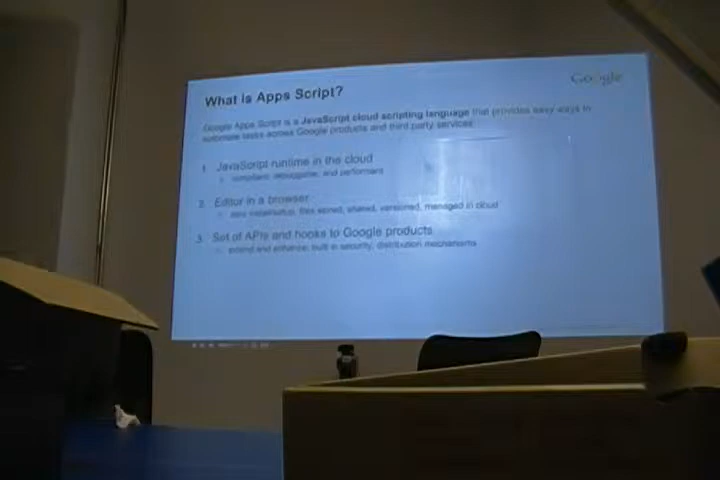 Google
What is Apps Script?
Google Apps Script is a JavaScript cloud scripting language that provides easy ways to
automate tasks across Google products and third party services
1. JavaScript runtime in the cloud
compliant, debuggable, and performant
2. Editor in a browser
files stored, shared, versioned, managed in cloud
3. Set of APIs and hooks to Google products
extend and enhance, built in security, distribution mechanisms